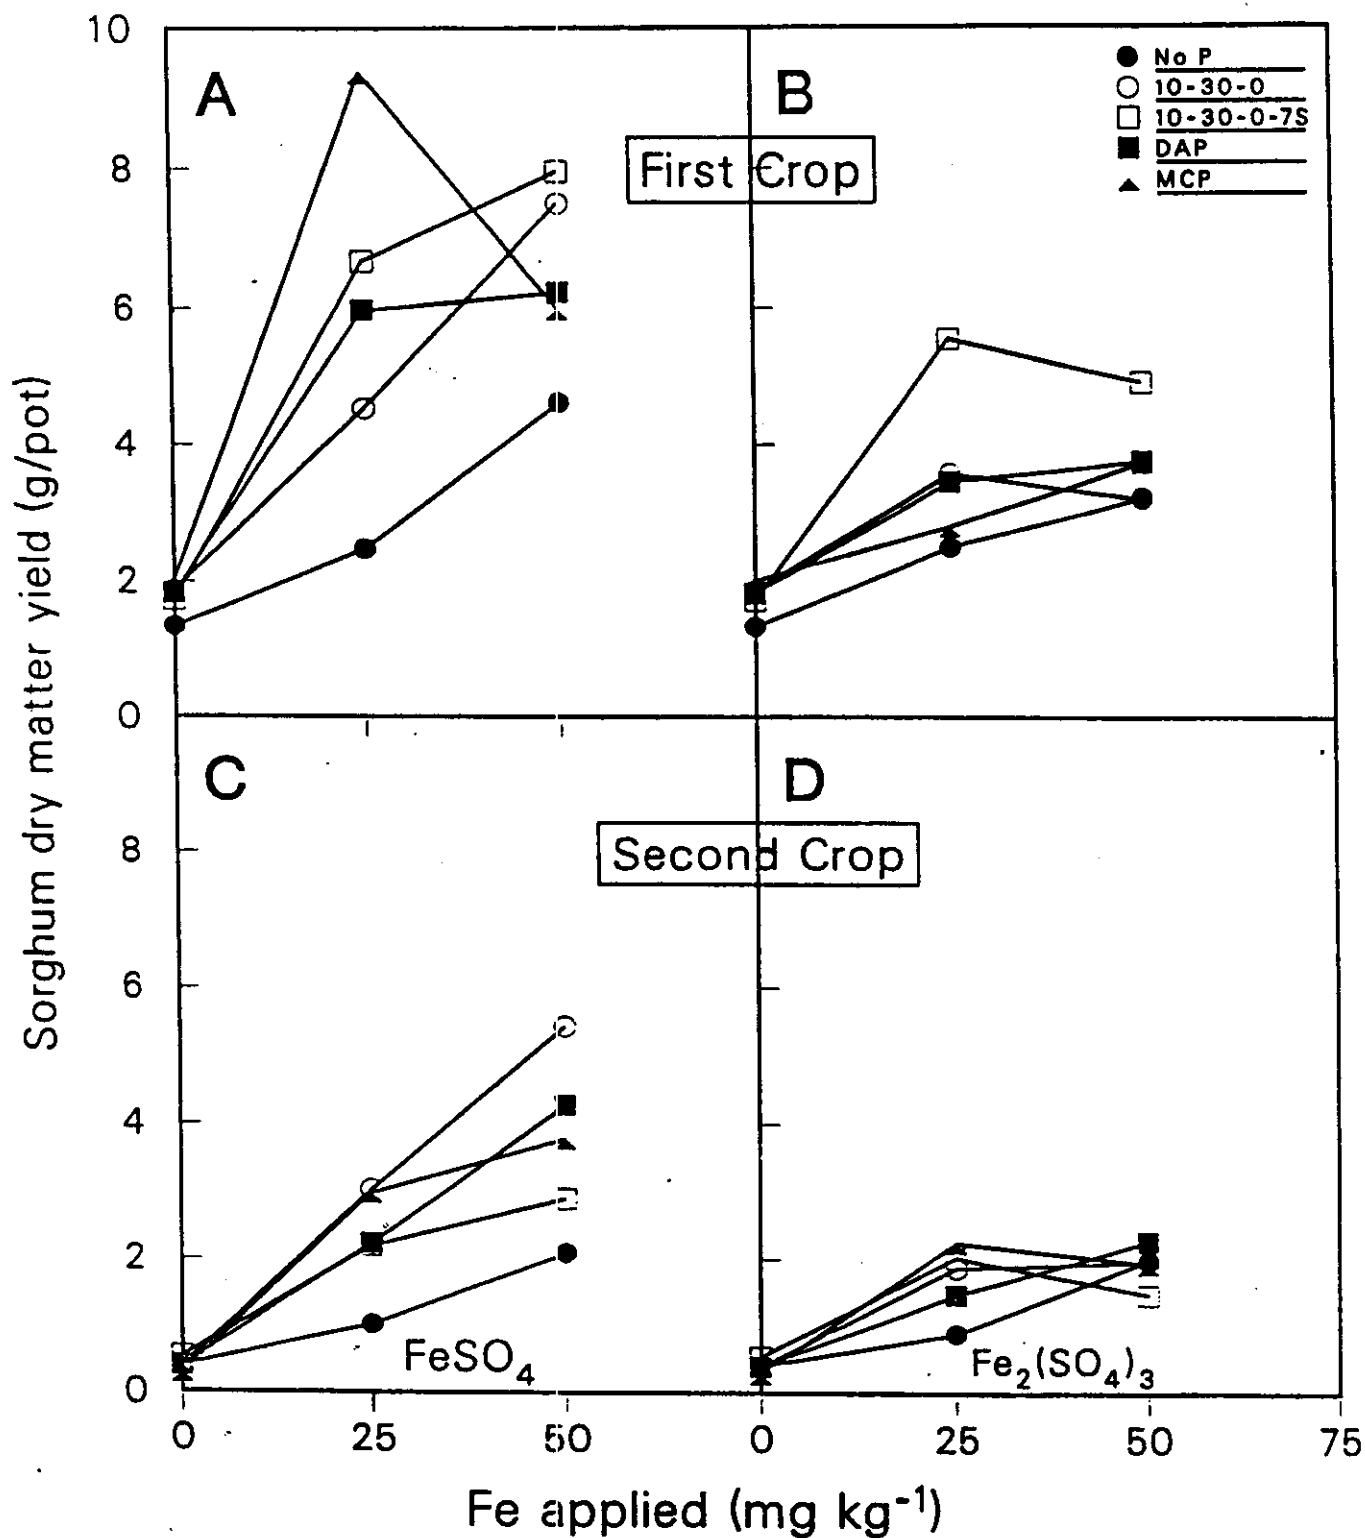 Sorghum dry matter yield (g/pot)
10
8
6
4
2
0
8
6
4
2
0
A
B
No P
10-30-0
10-30-0-7S
DAP
MCP
First Crop
C
D
Second Crop
FeSO₄
Fe₂(SO₄)₃
0 25 50 0 25 50 75
Fe applied (mg kg⁻¹)